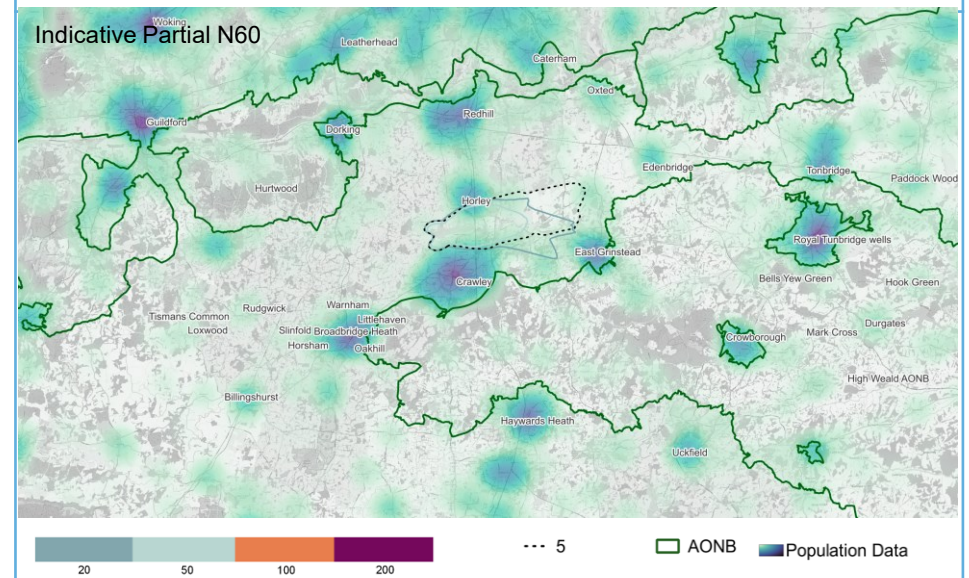 Woking
Indicative Partial N60
Leatherhead
Caterham
Oxted
Guildford
Redhill
Dorking
Edenbridge
Tonbridge
Paddock Wood
Hurtwood
Horley
East Grinstead
Royal Tunbridge wells
Crawley
Bells Yew Green
Hook Green
Warnham
Rudgwick
Tismans Common
Littlehaven
Loxwood
Slinfold Broadbridge Heath
Durgates
Mark Cross
Crowborough
Horsham
Oakhill
High Weald AONB
Billingshurst
Haywards Heath
Uckfield
5
AONB
Population Data
20 50 100 200